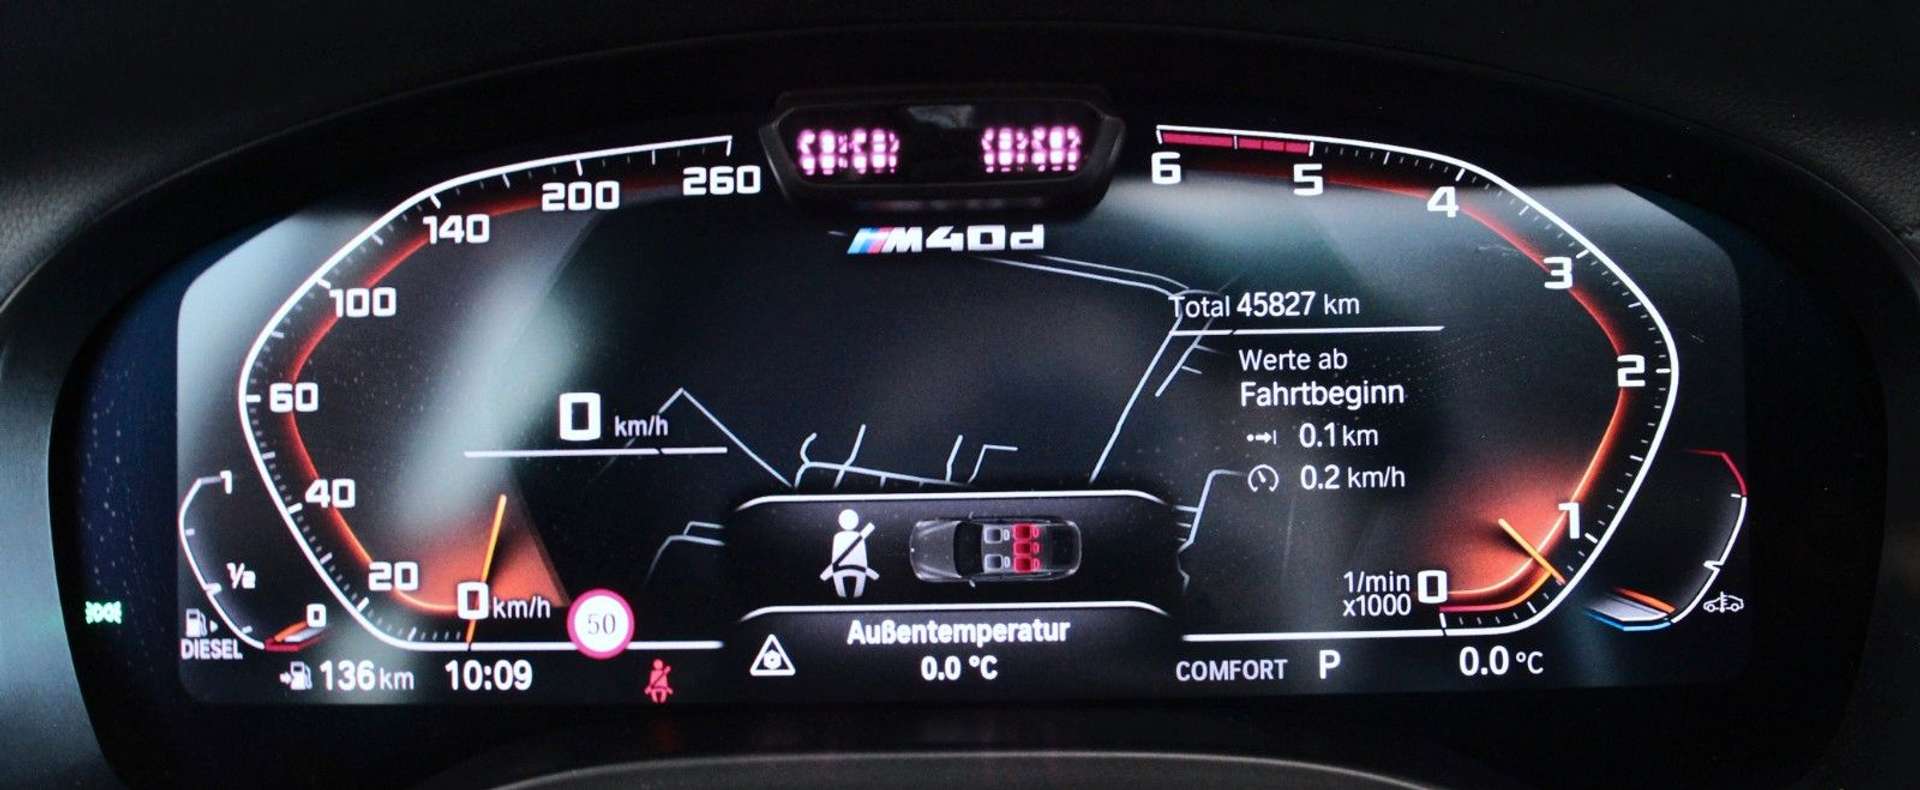 260
200
140
100
60
40
20
0 km/h
M40d
6
5
4
3
2
1
1/min
x1000
0
Total 45827 km
Werte ab
Fahrtbeginn
0.1 km
0.2 km/h
0 km/h
1
1/2
0
DIESEL
136 km
10:09
50
Außentemperatur
0.0 °C
COMFORT
P
0.0 °C